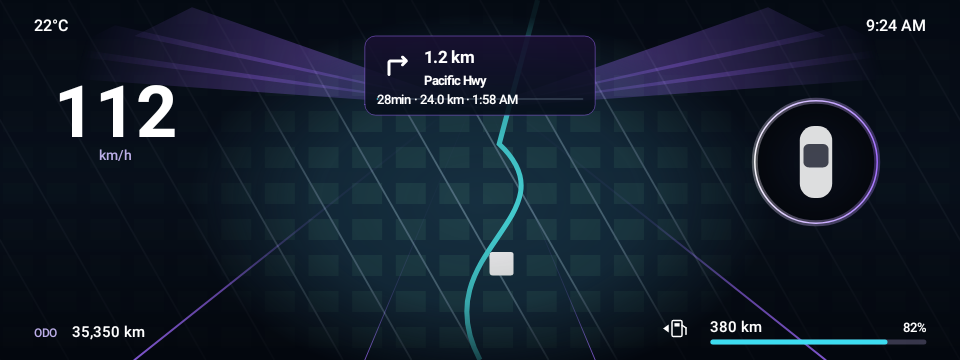 22°C
9:24 AM
1.2 km
Pacific Hwy
28min · 24.0 km · 1:58 AM
112
km/h
ODO 35,350 km
380 km 82%